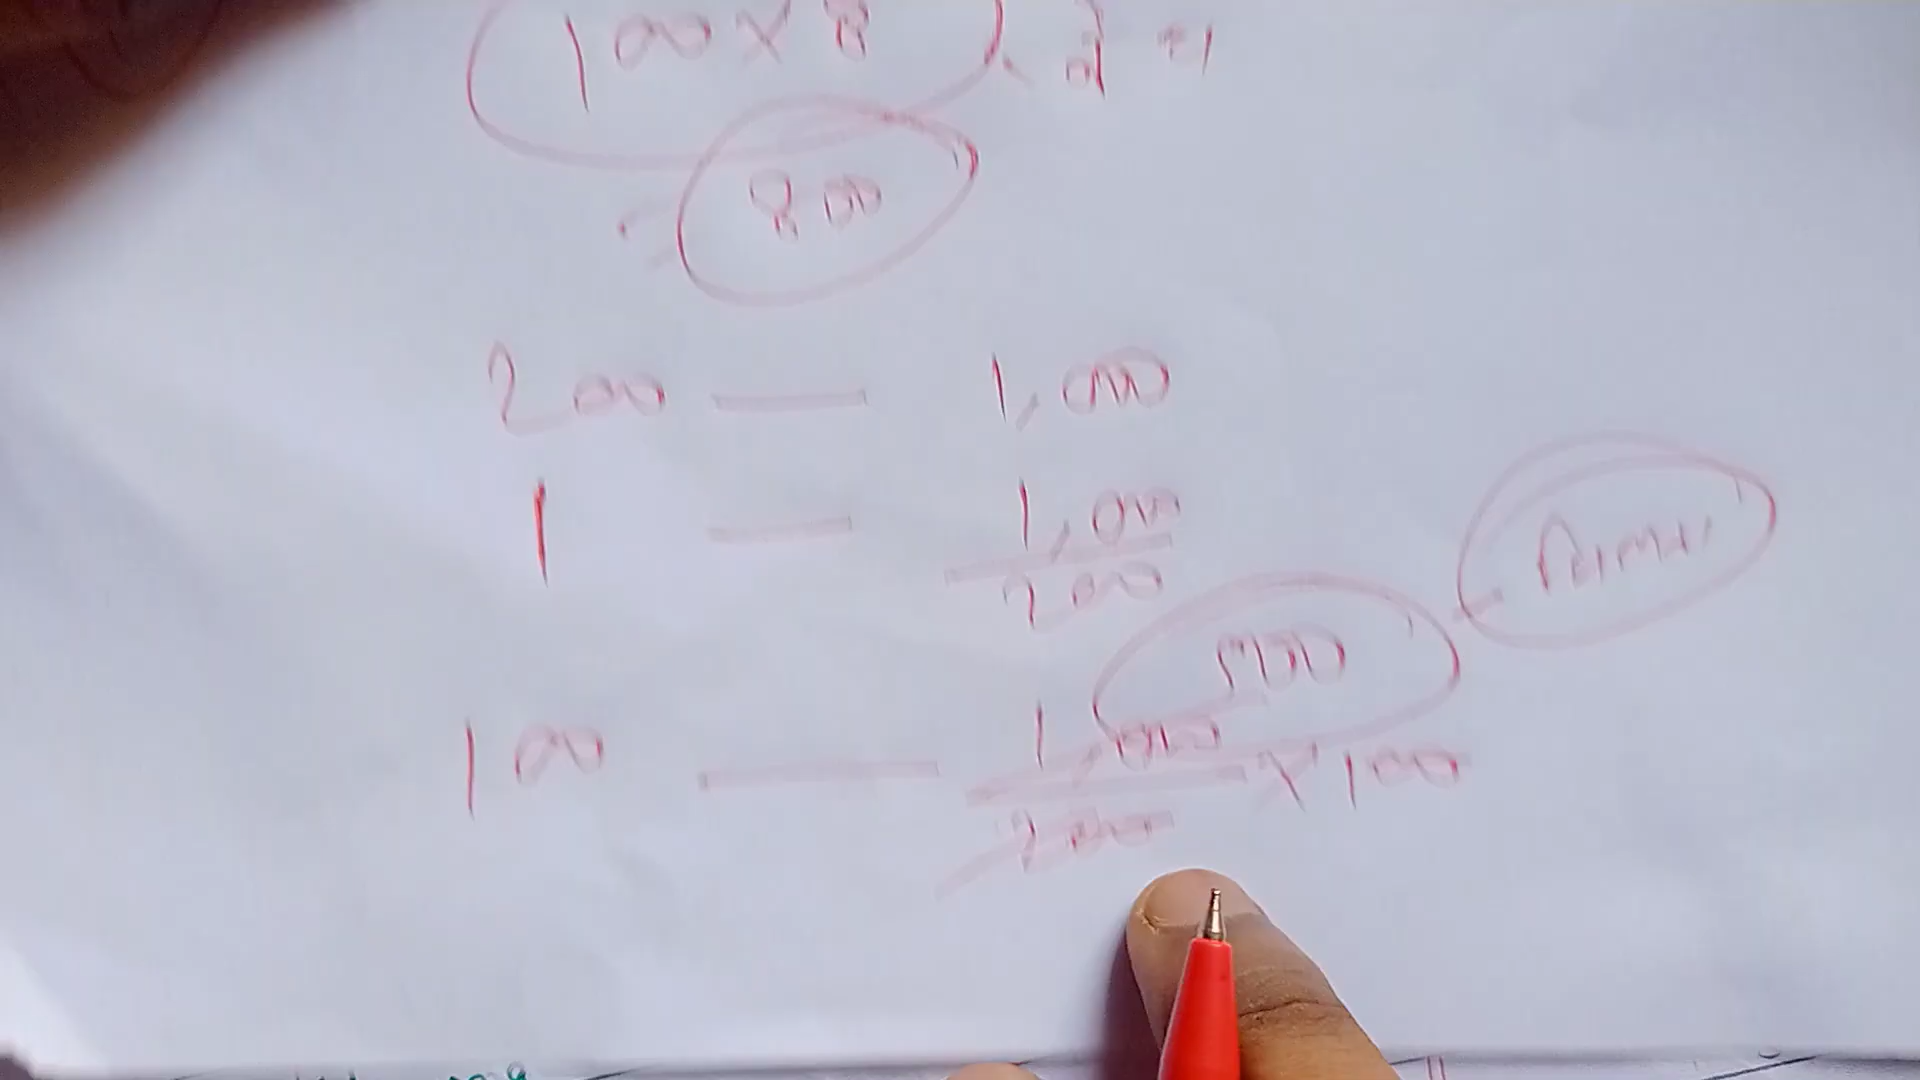 100 x 8
= 800
200 — 1,000
1 — 1,000
200
500
100 — 1,000 x 100
200